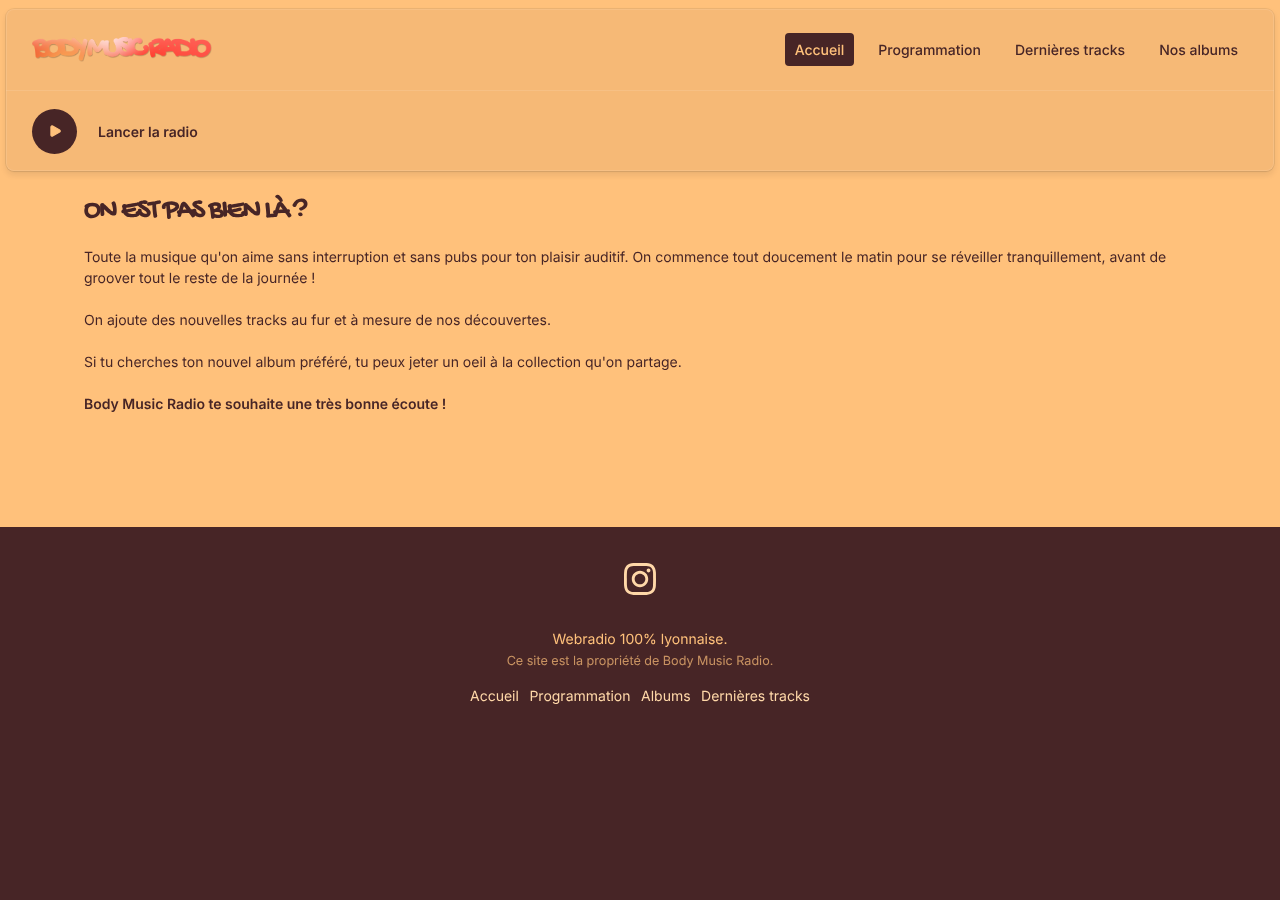 BODY MUSIC RADIO
Accueil
Programmation
Dernières tracks
Nos albums
Lancer la radio
ON EST PAS BIEN LÀ ?
Toute la musique qu'on aime sans interruption et sans pubs pour ton plaisir auditif. On commence tout doucement le matin pour se réveiller tranquillement, avant de
groover tout le reste de la journée !
On ajoute des nouvelles tracks au fur et à mesure de nos découvertes.
Si tu cherches ton nouvel album préféré, tu peux jeter un oeil à la collection qu'on partage.
Body Music Radio te souhaite une très bonne écoute !
Webradio 100% lyonnaise.
Ce site est la propriété de Body Music Radio.
Accueil Programmation Albums Dernières tracks